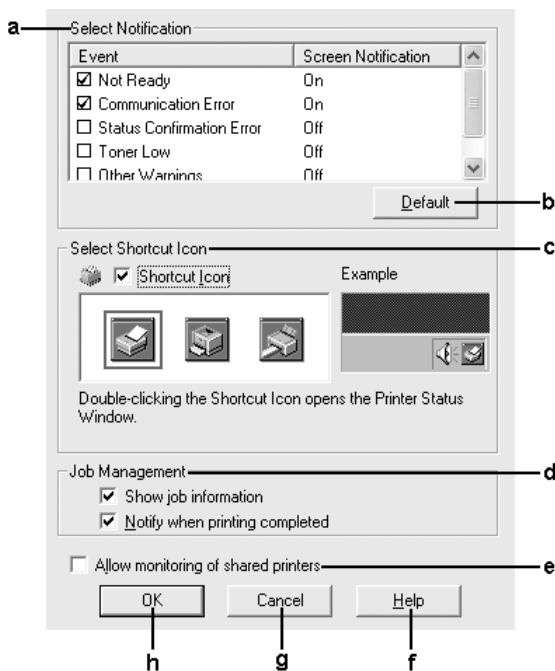 a
Select Notification
Event Screen Notification
Not Ready On
Communication Error On
Status Confirmation Error Off
Toner Low Off
Other Warnings Off
Default
b
Select Shortcut Icon
c
Shortcut Icon
Example
Double-clicking the Shortcut Icon opens the Printer Status
Window.
Job Management
d
Show job information
Notify when printing completed
Allow monitoring of shared printers
e
OK Cancel Help
h g f